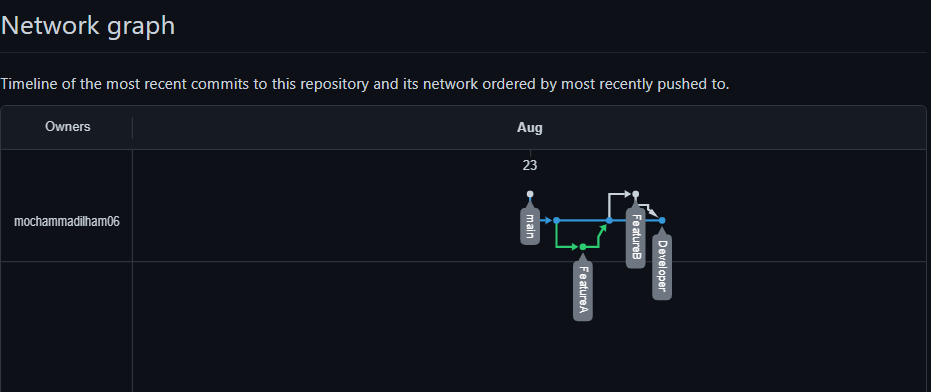 Network graph
Timeline of the most recent commits to this repository and its network ordered by most recently pushed to.
Owners
Aug
23
mochammadilham06
main
FeatureB
Developer
FeatureA